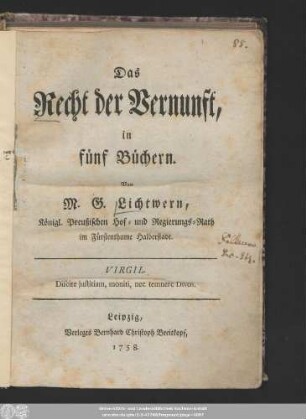 85.
Das
Recht der Vernunft,
in
fünf Büchern.
Von
M. G. Lichtwern,
Königl. Preußischen Hof- und Regierungs-Rath
im Fürstenthume Halberstadt.
VIRGIL.
Discite justitiam, moniti, nec temnere Divos.
Leipzig,
Verlegts Bernhard Christoph Breitkopf,
1758.